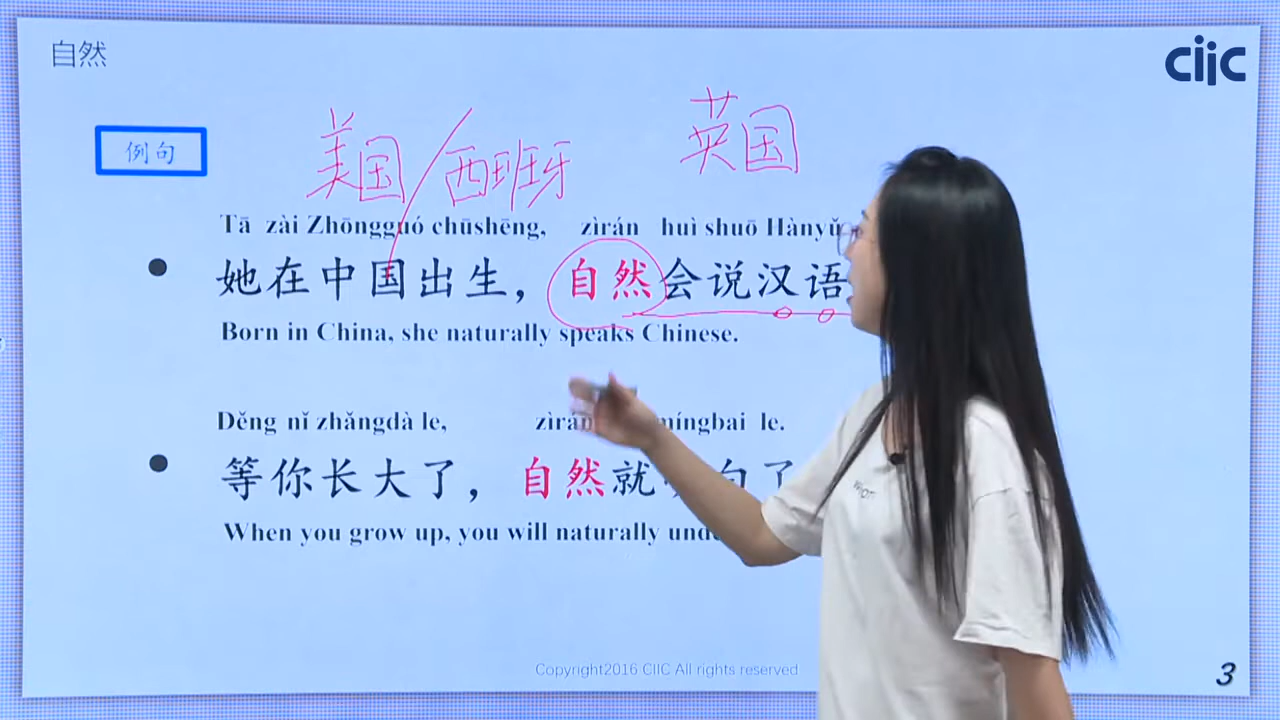 自然
CIIC
例句
美国/西班牙 英国
Tā zài Zhōngguó chūshēng, zìrán huì shuō Hànyǔ
她在中国出生，自然会说汉语
Born in China, she naturally speaks Chinese.
Děng nǐ zhǎngdà le, míngbai le.
等你长大了，自然就 了
When you grow up, you will naturally
Copyright2016 CIIC All rights reserved
3